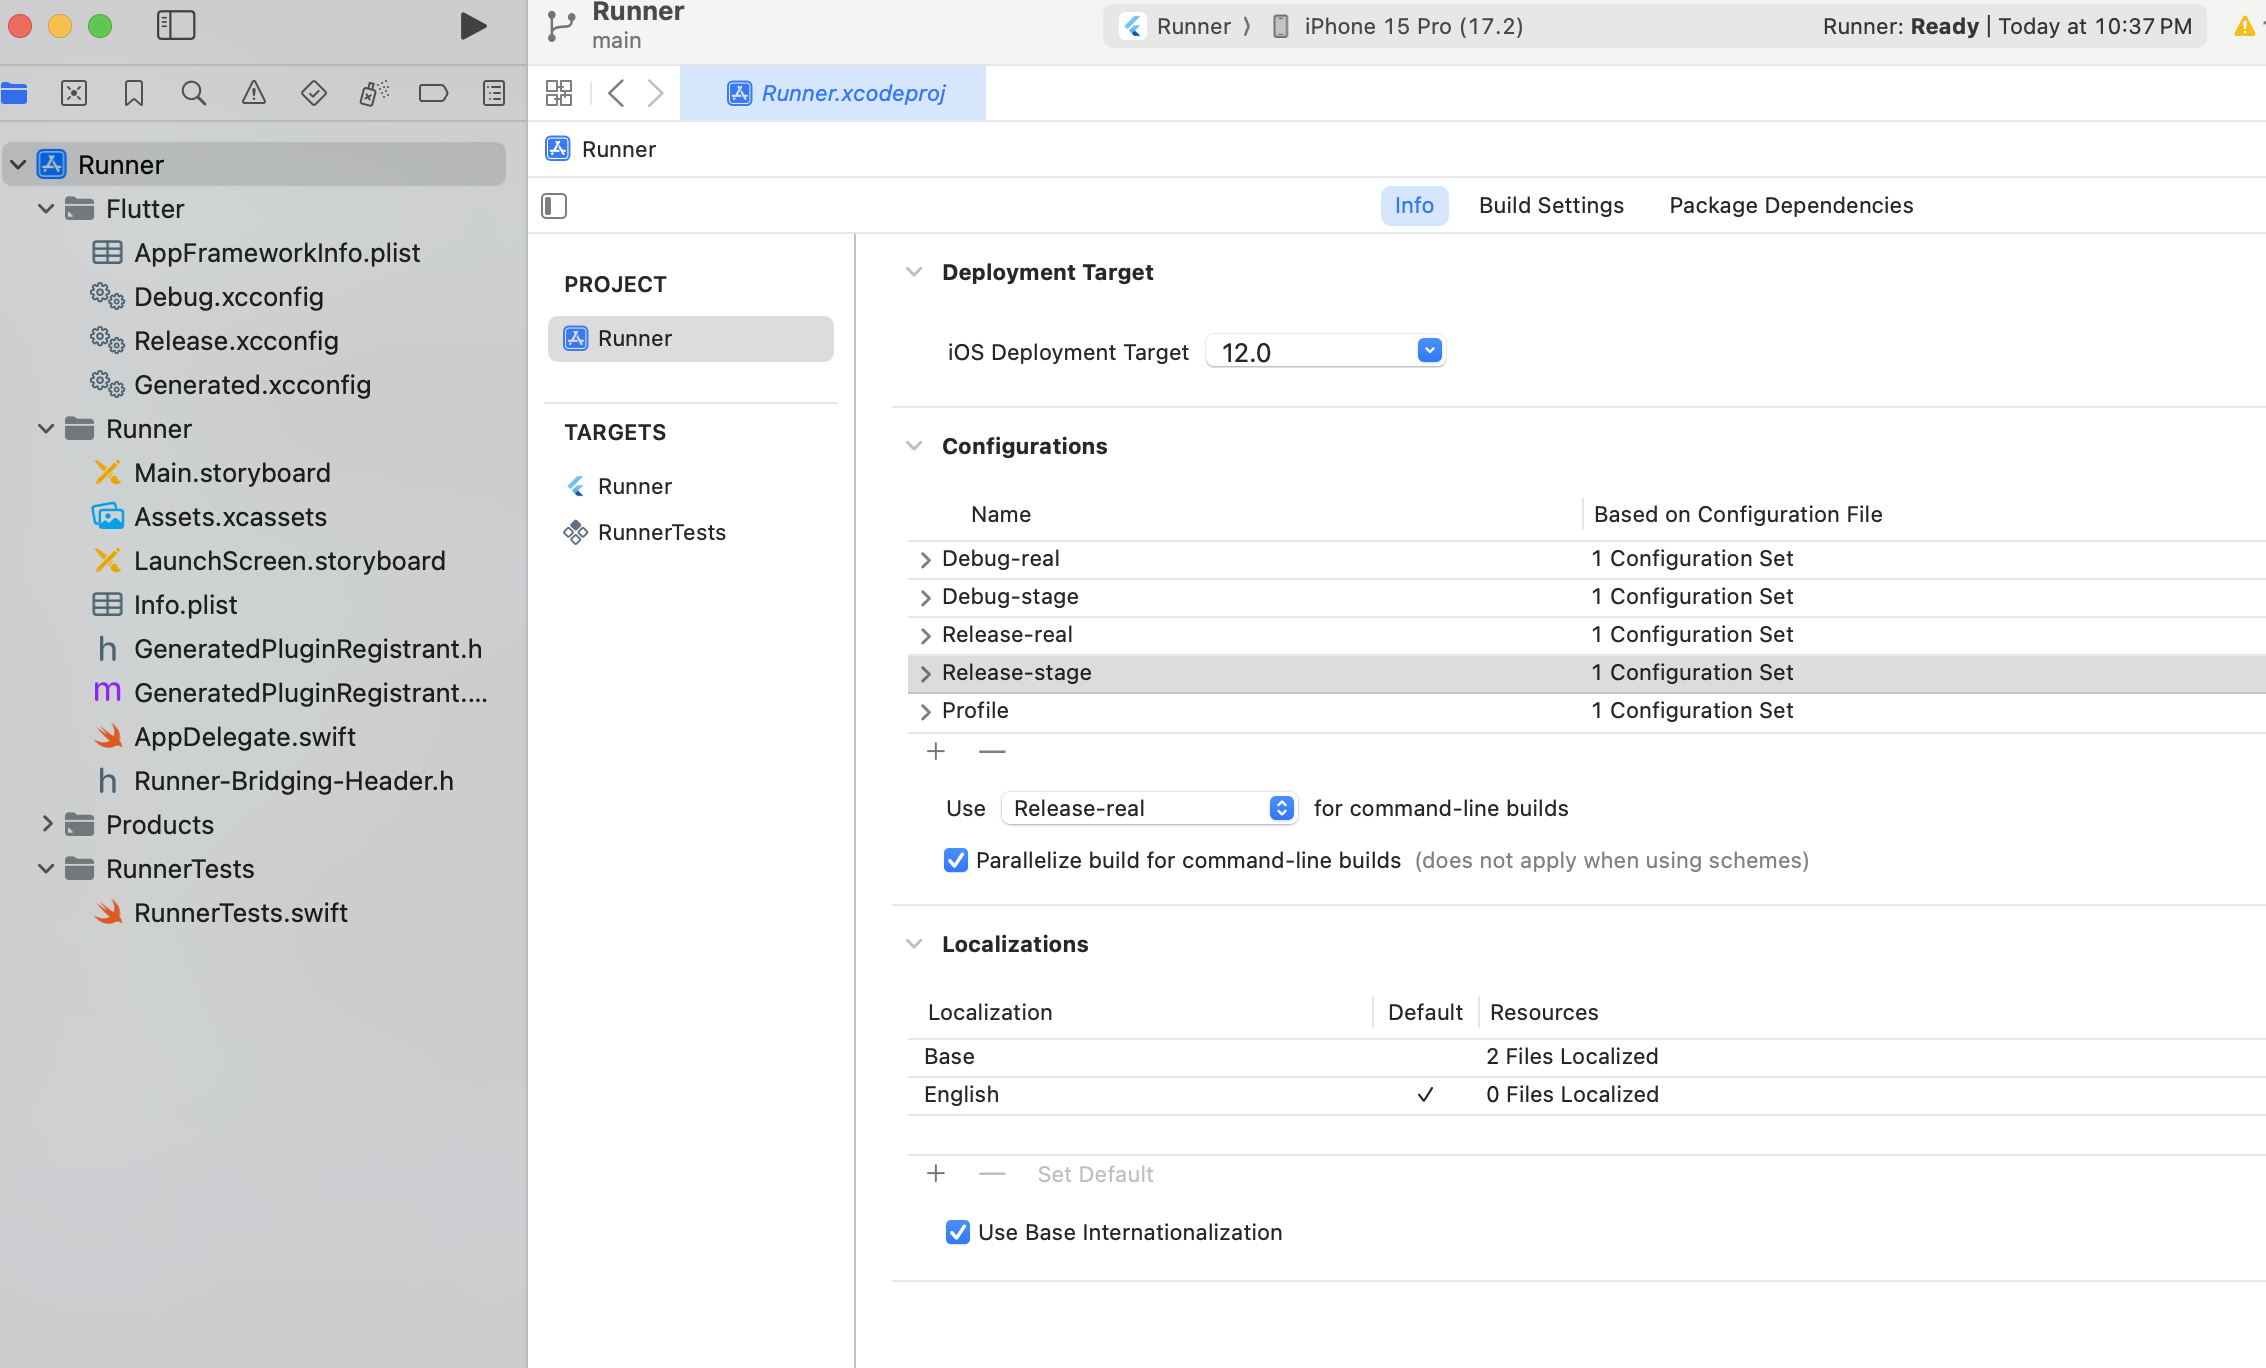 Runner
main
Runner 〉 iPhone 15 Pro (17.2)
Runner: Ready | Today at 10:37 PM
Runner.xcodeproj
Runner
Info
Build Settings
Package Dependencies
Runner
Flutter
AppFrameworkInfo.plist
Debug.xcconfig
Release.xcconfig
Generated.xcconfig
Runner
Main.storyboard
Assets.xcassets
LaunchScreen.storyboard
Info.plist
GeneratedPluginRegistrant.h
GeneratedPluginRegistrant....
AppDelegate.swift
Runner-Bridging-Header.h
Products
RunnerTests
RunnerTests.swift
PROJECT
Runner
TARGETS
Runner
RunnerTests
Deployment Target
iOS Deployment Target 12.0
Configurations
Name Based on Configuration File
Debug-real 1 Configuration Set
Debug-stage 1 Configuration Set
Release-real 1 Configuration Set
Release-stage 1 Configuration Set
Profile 1 Configuration Set
Use Release-real for command-line builds
Parallelize build for command-line builds (does not apply when using schemes)
Localizations
Localization Default Resources
Base 2 Files Localized
English ✓ 0 Files Localized
Set Default
Use Base Internationalization